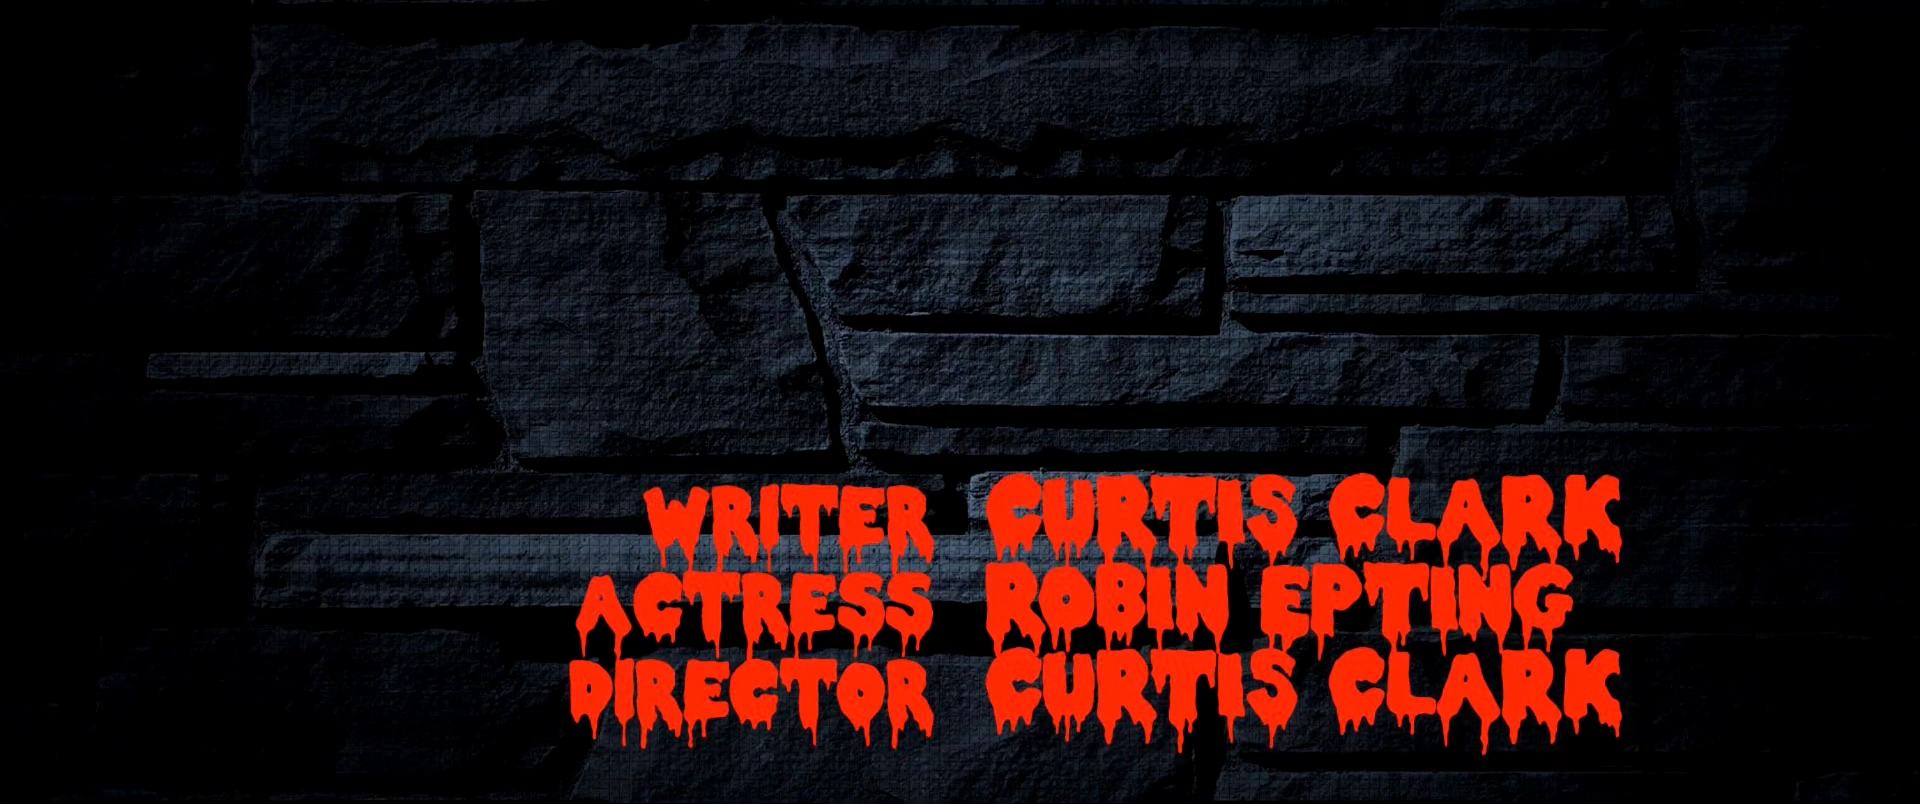 WRITER CURTIS CLARK
ACTRESS ROBIN EPTING
DIRECTOR CURTIS CLARK